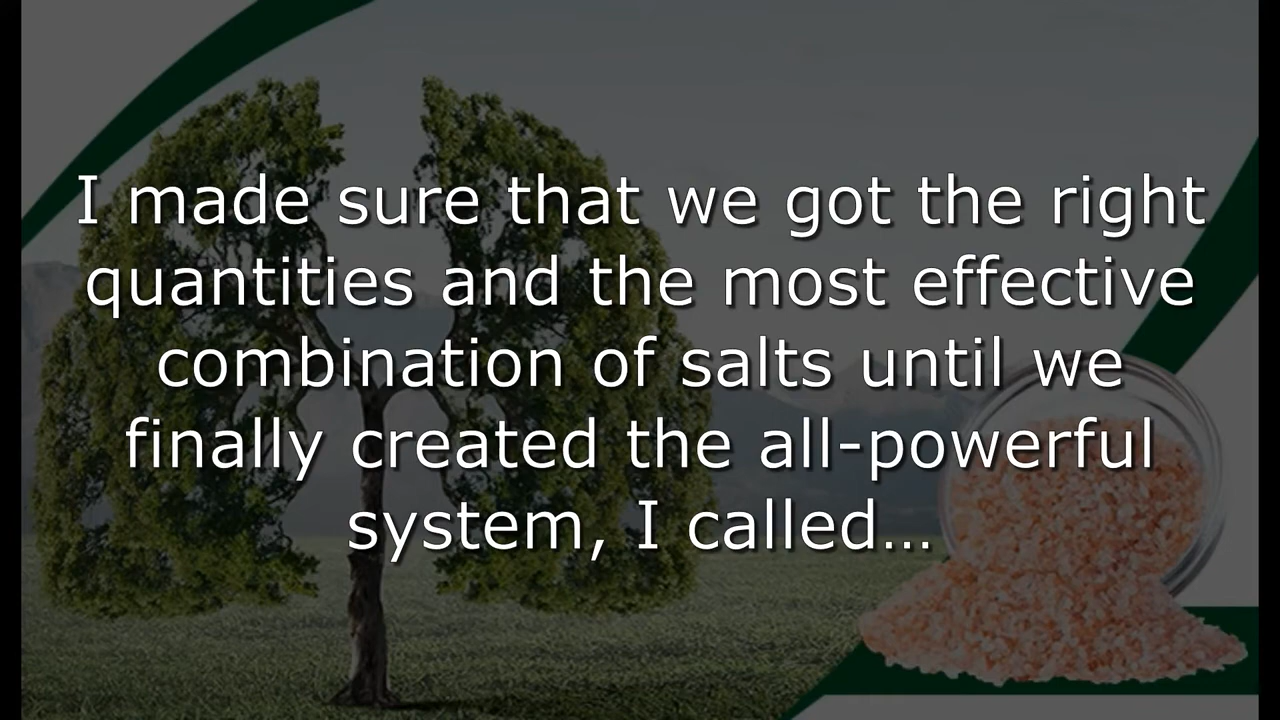 I made sure that we got the right
quantities and the most effective
combination of salts until we
finally created the all-powerful
system, I called…